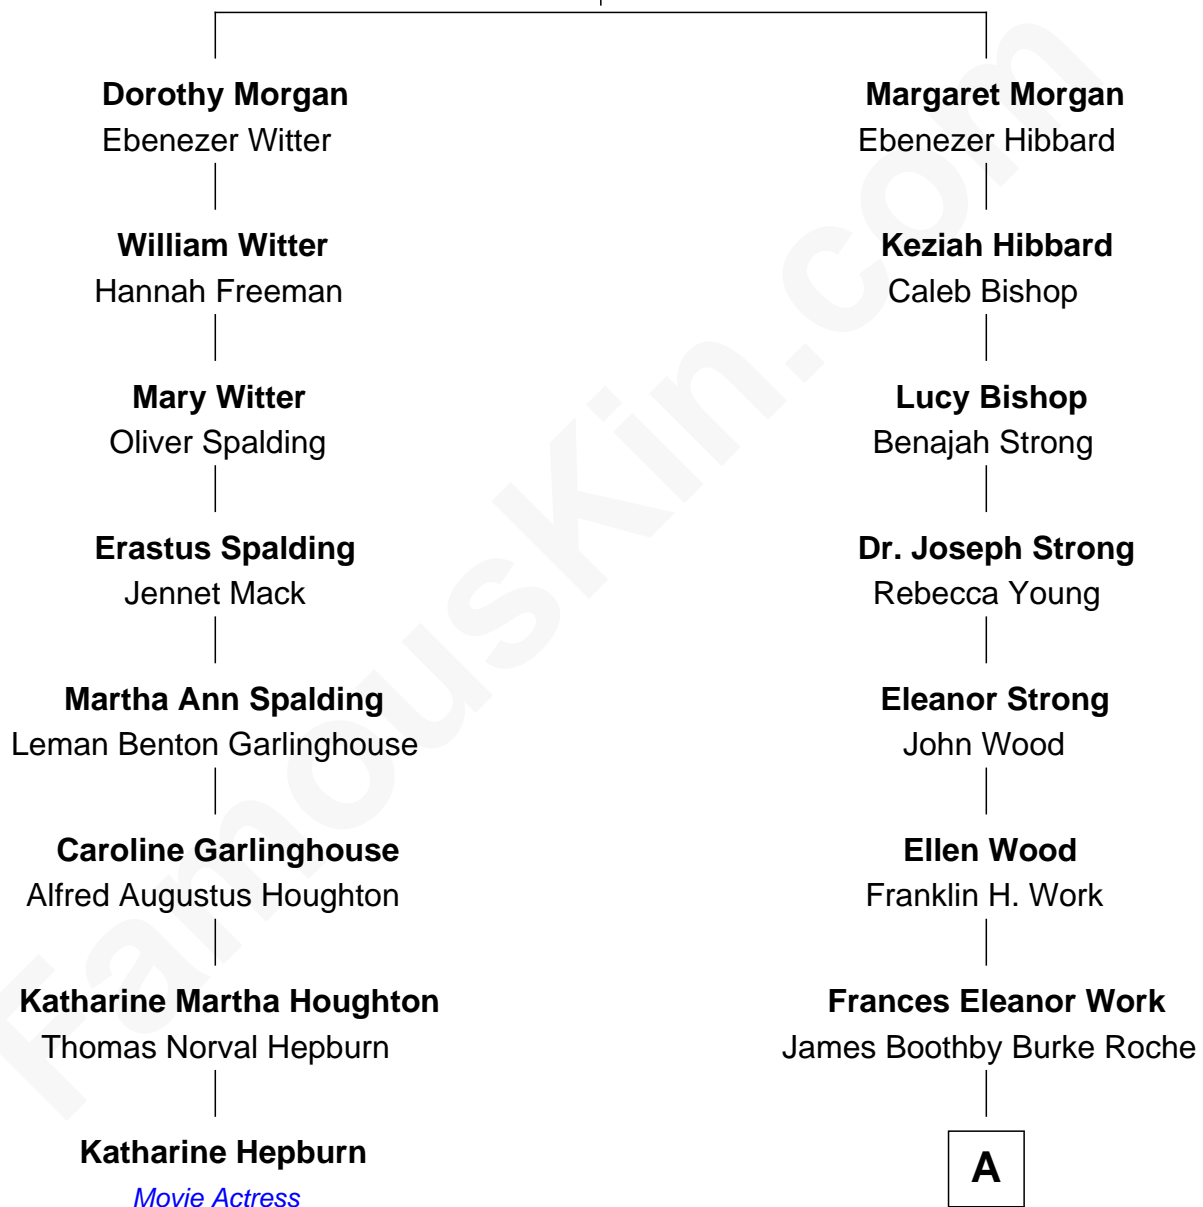 Dorothy Morgan
Ebenezer Witter
William Witter
Hannah Freeman
Mary Witter
Oliver Spalding
Erastus Spalding
Jennet Mack
Martha Ann Spalding
Leman Benton Garlinghouse
Caroline Garlinghouse
Alfred Augustus Houghton
Katharine Martha Houghton
Thomas Norval Hepburn
Katharine Hepburn
Movie Actress
Margaret Morgan
Ebenezer Hibbard
Keziah Hibbard
Caleb Bishop
Lucy Bishop
Benajah Strong
Dr. Joseph Strong
Rebecca Young
Eleanor Strong
John Wood
Ellen Wood
Franklin H. Work
Frances Eleanor Work
James Boothby Burke Roche
A
FamousKin.com